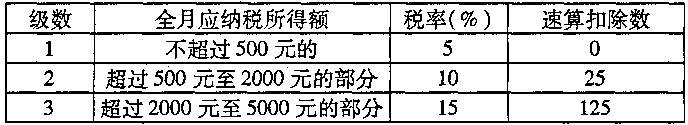 级数 全月应纳税所得额 税率(%) 速算扣除数
1 不超过500元的 5 0
2 超过500元至2000元的部分 10 25
3 超过2000元至5000元的部分 15 125